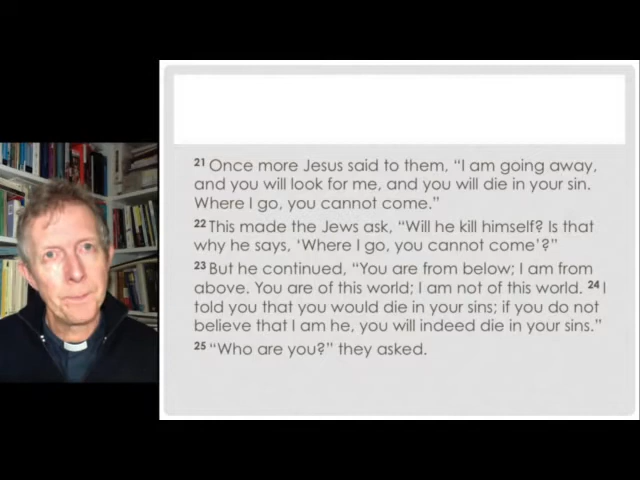 21 Once more Jesus said to them, “I am going away,
and you will look for me, and you will die in your sin.
Where I go, you cannot come.”
22 This made the Jews ask, “Will he kill himself? Is that
why he says, ‘Where I go, you cannot come’?”
23 But he continued, “You are from below; I am from
above. You are of this world; I am not of this world. 24 I
told you that you would die in your sins; if you do not
believe that I am he, you will indeed die in your sins.”
25 “Who are you?” they asked.